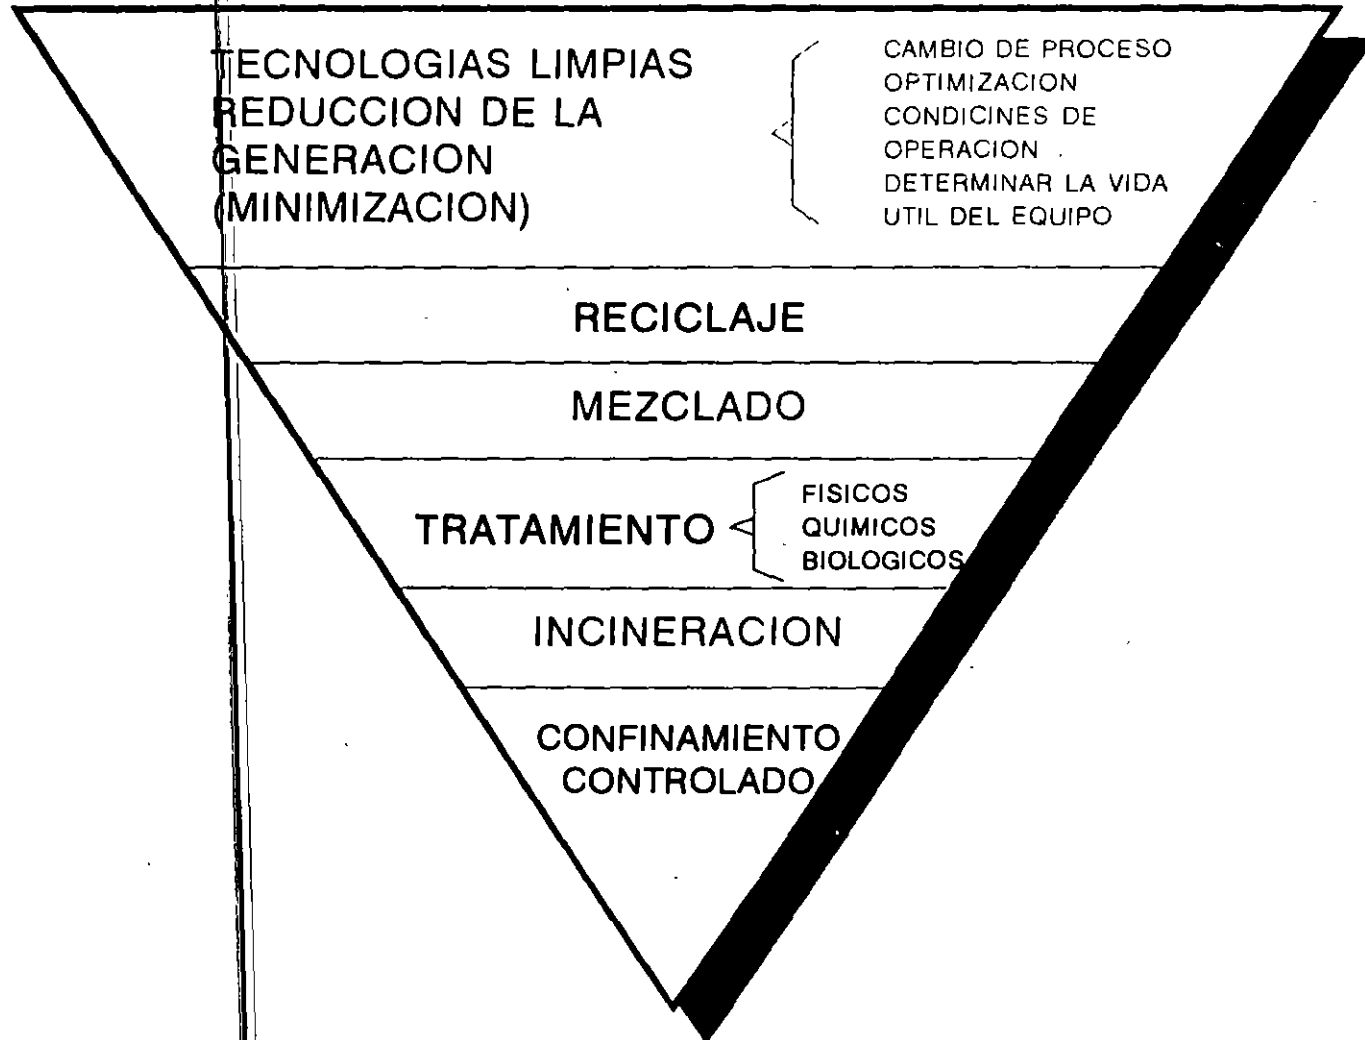 TECNOLOGIAS LIMPIAS
REDUCCION DE LA
GENERACION
(MINIMIZACION)
CAMBIO DE PROCESO
OPTIMIZACION
CONDICINES DE
OPERACION
DETERMINAR LA VIDA
UTIL DEL EQUIPO
RECICLAJE
MEZCLADO
TRATAMIENTO
FISICOS
QUIMICOS
BIOLOGICOS
INCINERACION
CONFINAMIENTO
CONTROLADO